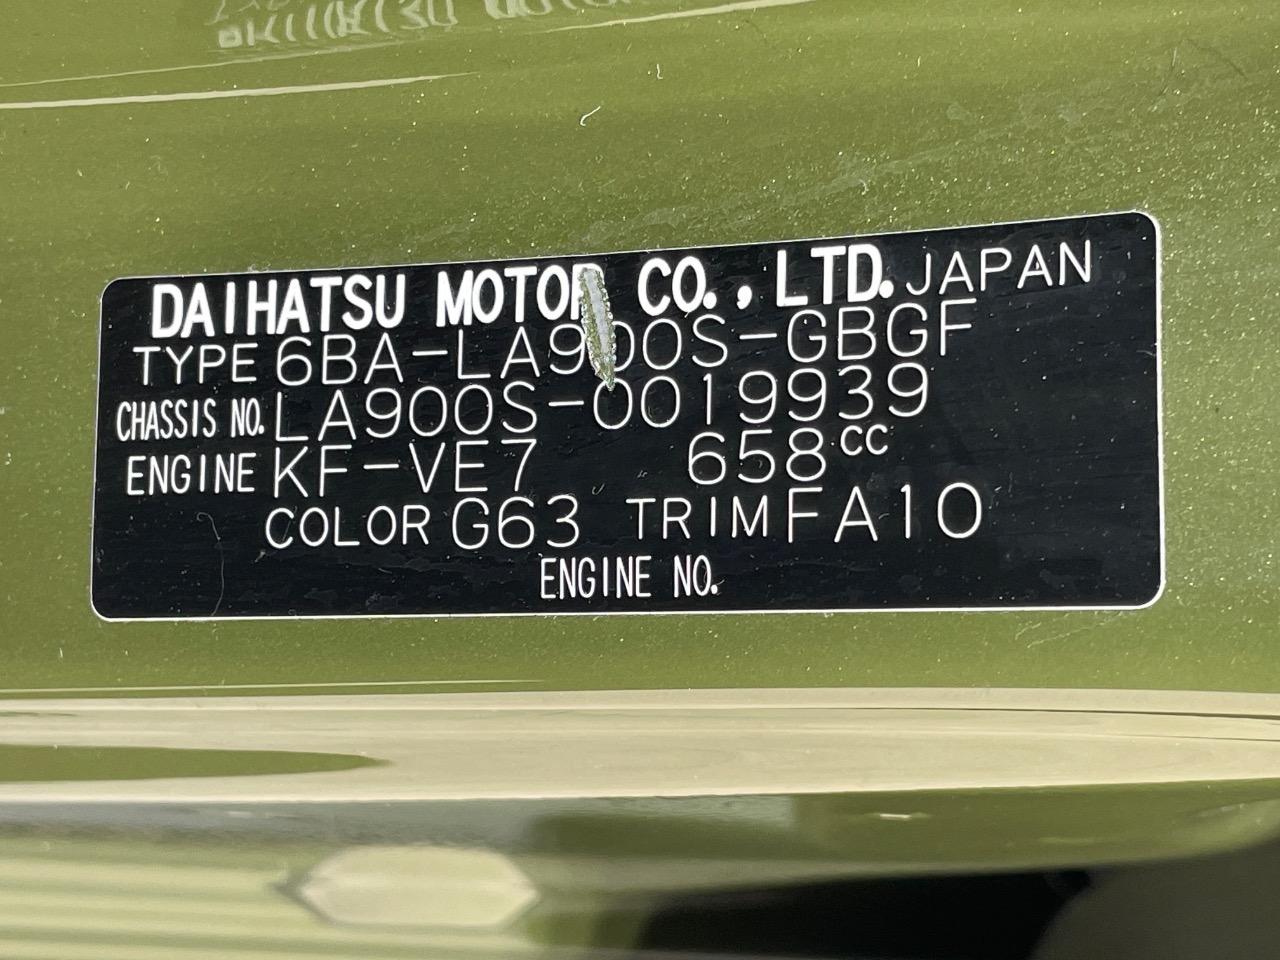 DAIHATSU MOTOR CO., LTD. JAPAN
TYPE 6BA-LA900S-GBGF
CHASSIS NO. LA900S-0019939
ENGINE KF-VE7 658cc
COLOR G63 TRIM FA10
ENGINE NO.